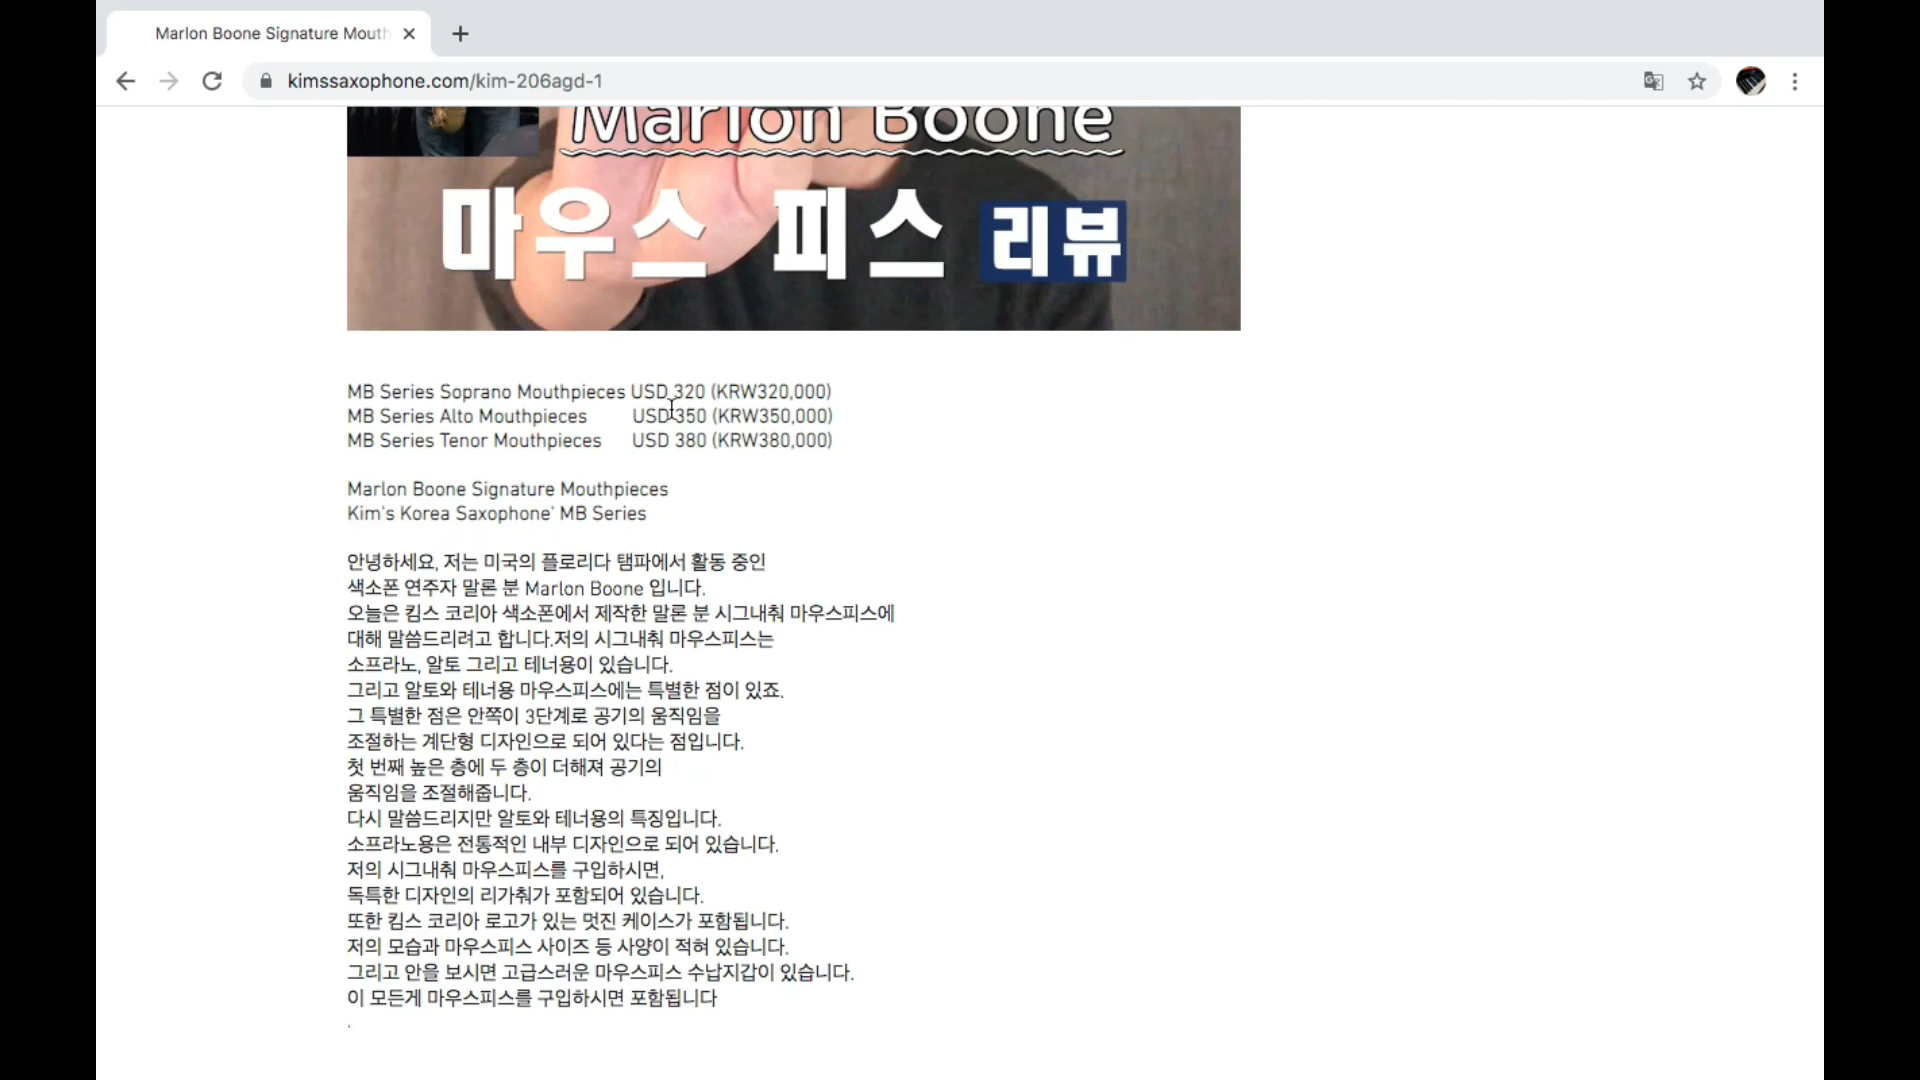 Marlon Boone Signature Mouth
kimssaxophone.com/kim-206agd-1
Marlon Boone
마우스 피스 리뷰
MB Series Soprano Mouthpieces USD 320 (KRW320,000)
MB Series Alto Mouthpieces USD 350 (KRW350,000)
MB Series Tenor Mouthpieces USD 380 (KRW380,000)
Marlon Boone Signature Mouthpieces
Kim's Korea Saxophone' MB Series
안녕하세요, 저는 미국의 플로리다 탬파에서 활동 중인
색소폰 연주자 말론 분 Marlon Boone 입니다.
오늘은 킴스 코리아 색소폰에서 제작한 말론 분 시그내춰 마우스피스에
대해 말씀드리려고 합니다.저의 시그내춰 마우스피스는
소프라노, 알토 그리고 테너용이 있습니다.
그리고 알토와 테너용 마우스피스에는 특별한 점이 있죠.
그 특별한 점은 안쪽이 3단계로 공기의 움직임을
조절하는 계단형 디자인으로 되어 있다는 점입니다.
첫 번째 높은 층에 두 층이 더해져 공기의
움직임을 조절해줍니다.
다시 말씀드리지만 알토와 테너용의 특징입니다.
소프라노용은 전통적인 내부 디자인으로 되어 있습니다.
저의 시그내춰 마우스피스를 구입하시면,
독특한 디자인의 리가춰가 포함되어 있습니다.
또한 킴스 코리아 로고가 있는 멋진 케이스가 포함됩니다.
저의 모습과 마우스피스 사이즈 등 사양이 적혀 있습니다.
그리고 안을 보시면 고급스러운 마우스피스 수납지갑이 있습니다.
이 모든게 마우스피스를 구입하시면 포함됩니다
.